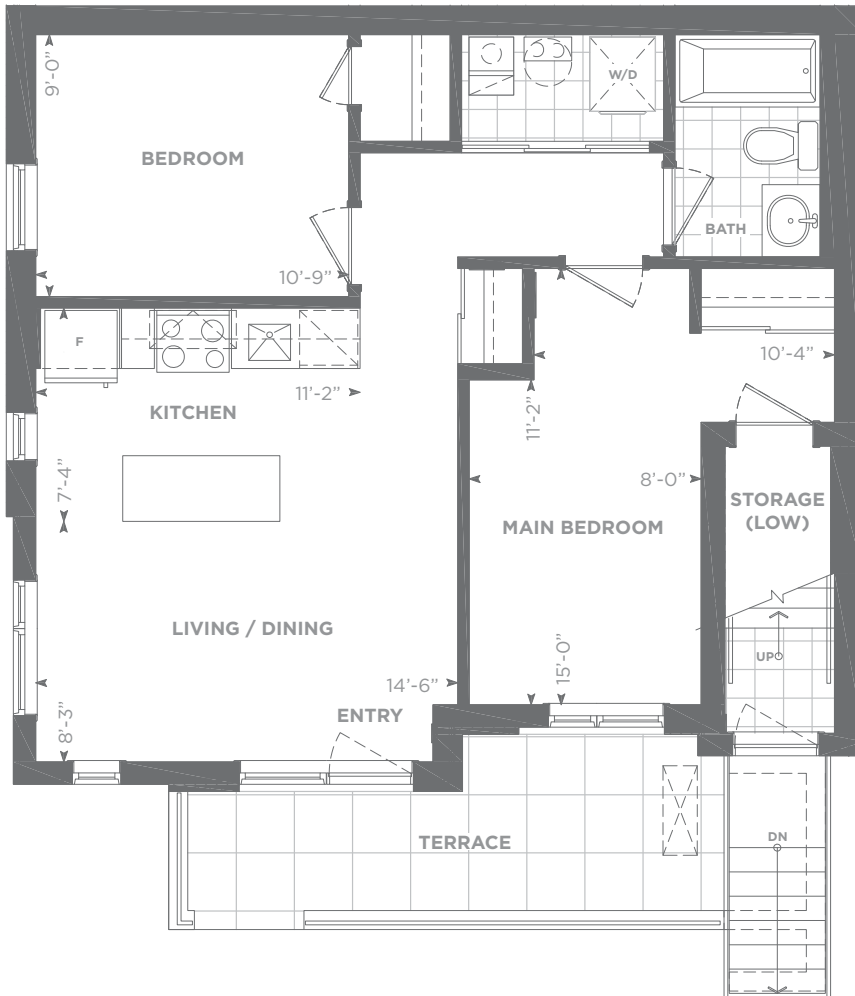 9’-0”
W/D
BEDROOM
BATH
10’-9”
F
10’-4”
11’-2”
KITCHEN
11’-2”
7’-4”
8’-0”
STORAGE
(LOW)
MAIN BEDROOM
LIVING / DINING
UP
15’-0”
14’-6”
8’-3”
ENTRY
TERRACE
DN